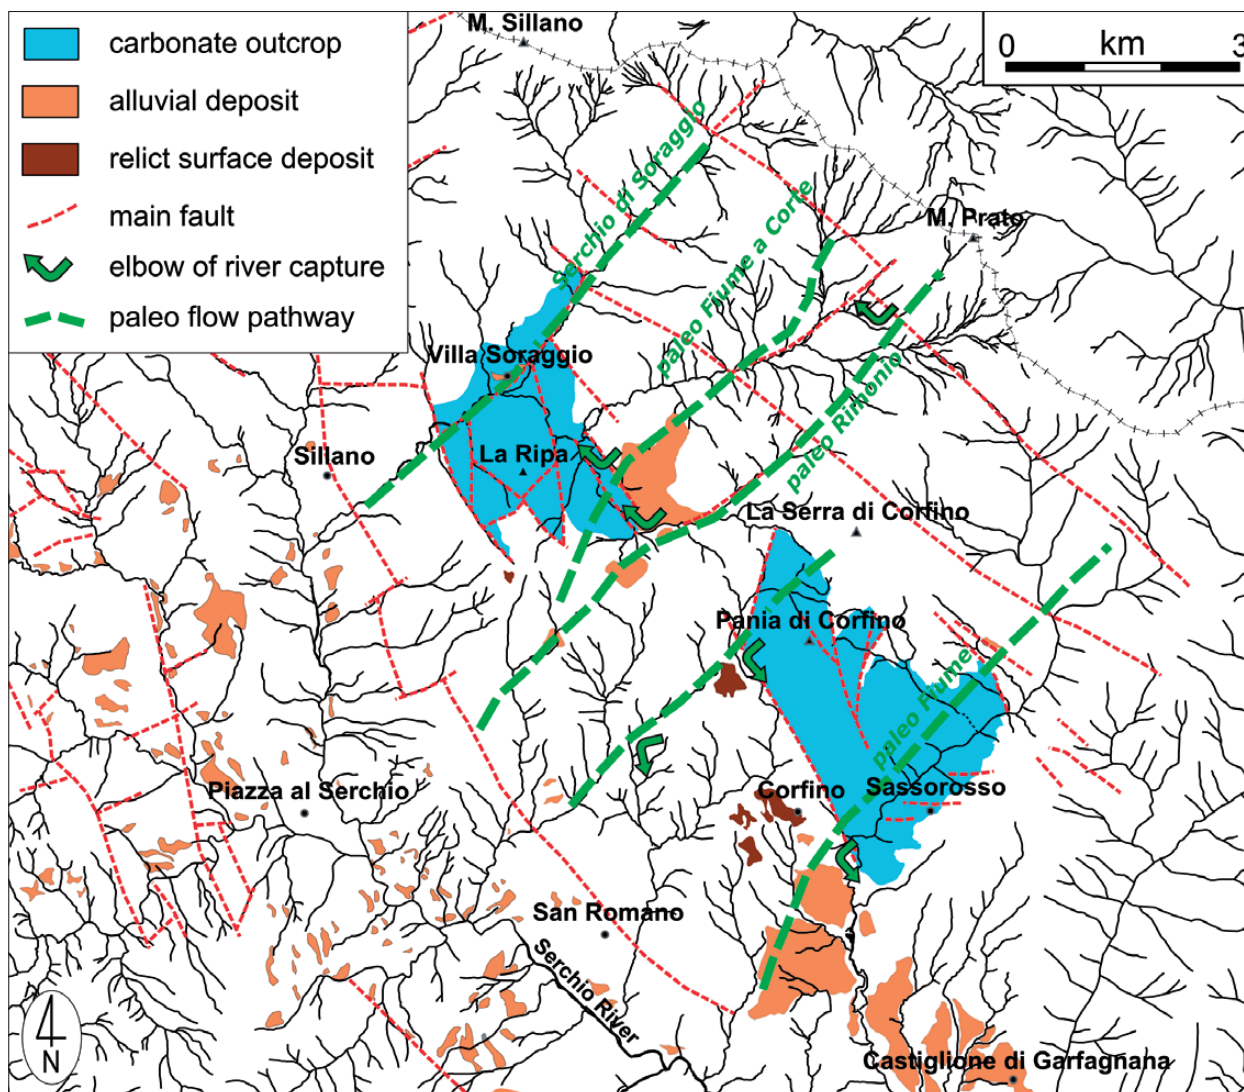 carbonate outcrop
alluvial deposit
relict surface deposit
main fault
elbow of river capture
paleo flow pathway
M. Sillano
0 km 3
Serchio di Soraggio
paleo Fiume a Corte
M. Prato
Villa Soraggio
paleo Rimonio
Sillano
La Ripa
La Serra di Corfino
Pania di Corfino
paleo Fiume
Piazza al Serchio
Corfino
Sassorosso
San Romano
Serchio River
N
Castiglione di Garfagnana